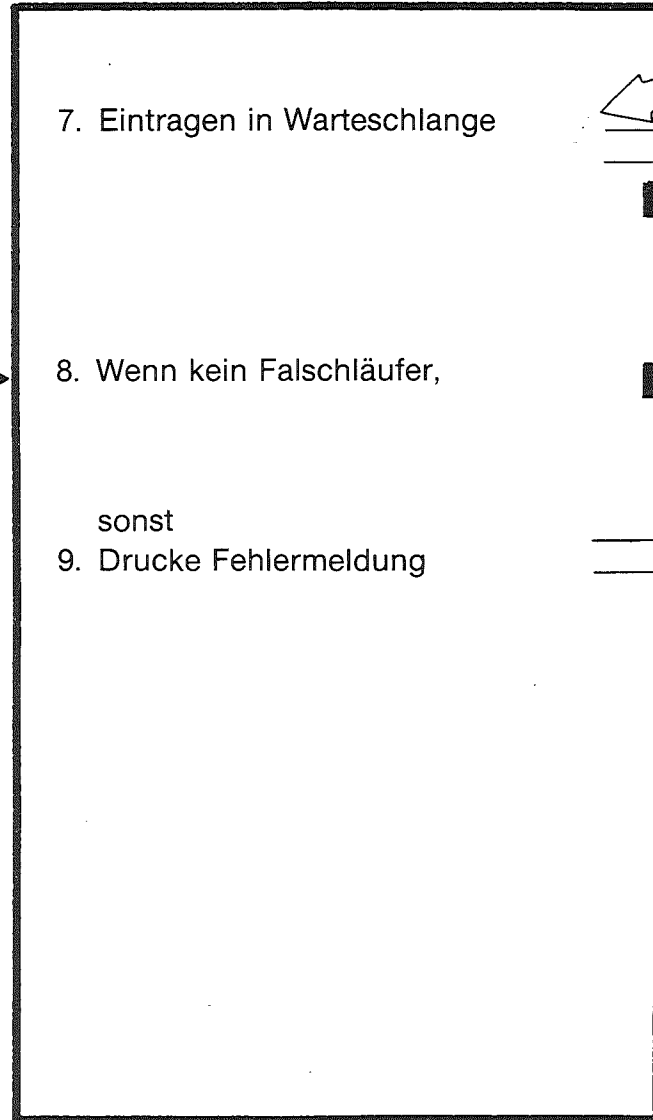 7. Eintragen in Warteschlange
8. Wenn kein Falschläufer,
sonst
9. Drucke Fehlermeldung